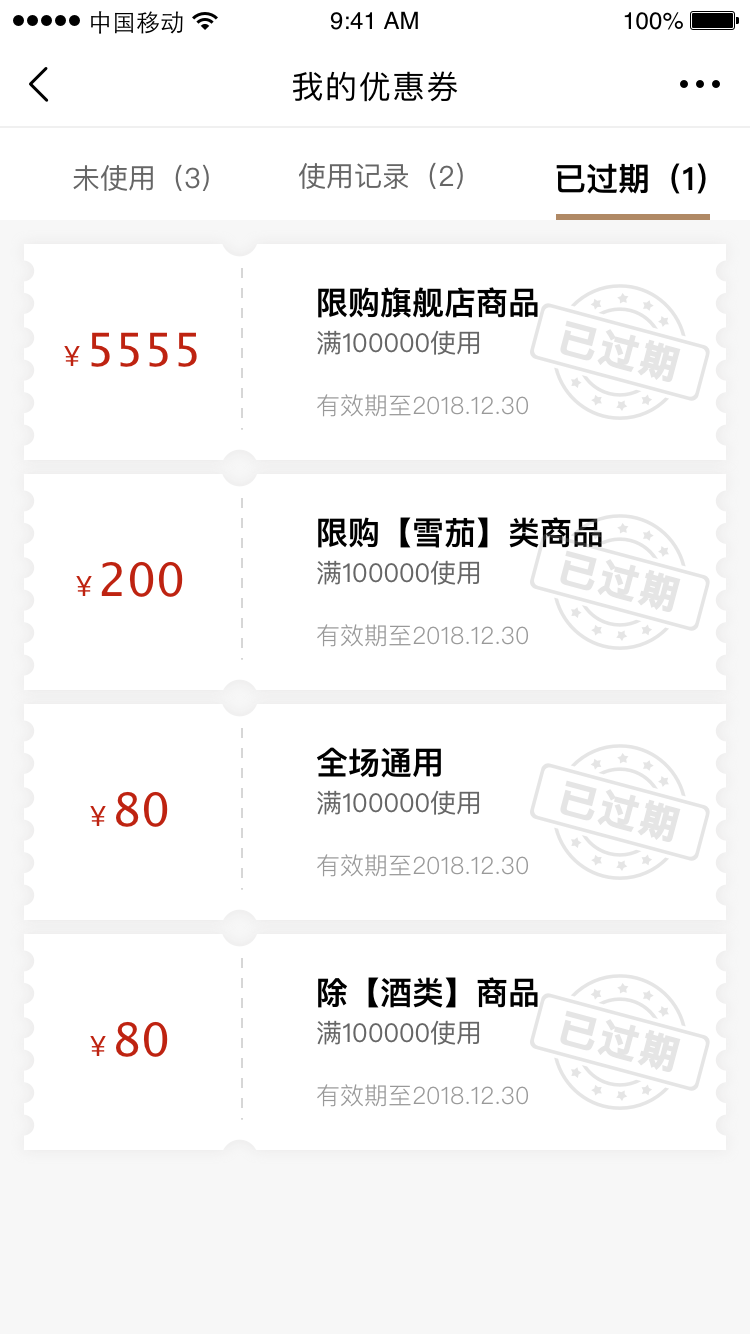 中国移动 9:41 AM 100%
我的优惠券
未使用（3） 使用记录（2） 已过期（1）
限购旗舰店商品
¥5555
满100000使用
有效期至2018.12.30
已过期
限购【雪茄】类商品
¥200
满100000使用
有效期至2018.12.30
已过期
全场通用
¥80
满100000使用
有效期至2018.12.30
已过期
除【酒类】商品
¥80
满100000使用
有效期至2018.12.30
已过期